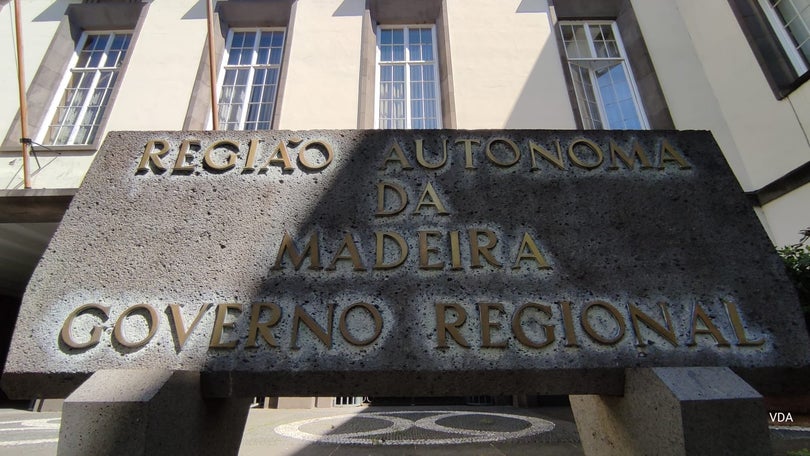 REGIÃO AUTONOMA
DA
MADEIRA
GOVERNO REGIONAL
VDA